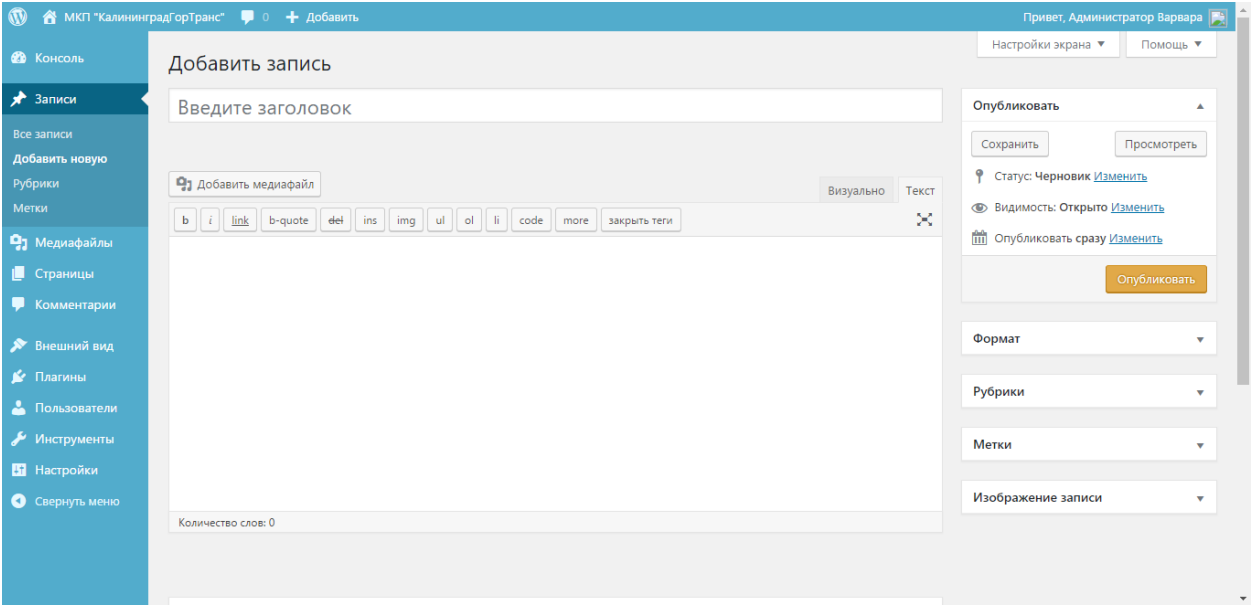 МКП "КалининградГорТранс" 0 + Добавить Привет, Администратор Варвара
Настройки экрана ▼ Помощь ▼
Консоль
Записи
Все записи
Добавить новую
Рубрики
Метки
Медиафайлы
Страницы
Комментарии
Внешний вид
Плагины
Пользователи
Инструменты
Настройки
Свернуть меню
Добавить запись
Введите заголовок
Добавить медиафайл
Визуально Текст
b i link b-quote del ins img ul ol li code more закрыть теги
Количество слов: 0
Опубликовать
Сохранить Просмотреть
Статус: Черновик Изменить
Видимость: Открыто Изменить
Опубликовать сразу Изменить
Опубликовать
Формат
Рубрики
Метки
Изображение записи